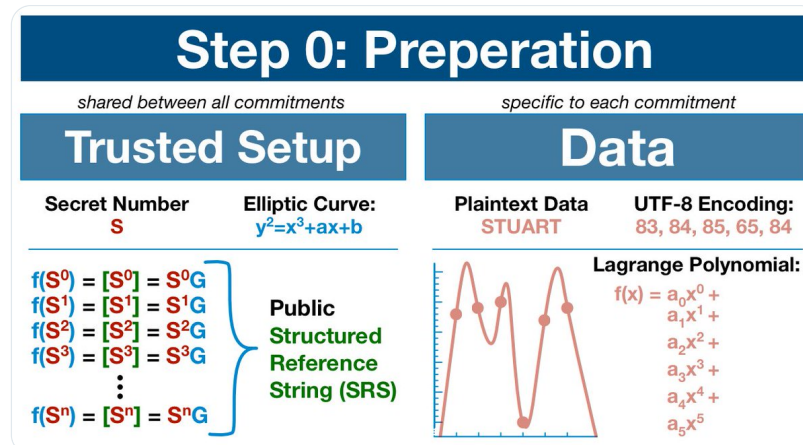 Step 0: Preperation
shared between all commitments
Trusted Setup
Secret Number
S
Elliptic Curve:
y²=x³+ax+b
f(S⁰) = [S⁰] = S⁰G
f(S¹) = [S¹] = S¹G
f(S²) = [S²] = S²G
f(S³) = [S³] = S³G
⋮
f(Sⁿ) = [Sⁿ] = SⁿG
Public
Structured
Reference
String (SRS)
specific to each commitment
Data
Plaintext Data
STUART
UTF-8 Encoding:
83, 84, 85, 65, 84
Lagrange Polynomial:
f(x) = a₀x⁰ +
a₁x¹ +
a₂x² +
a₃x³ +
a₄x⁴ +
a₅x⁵